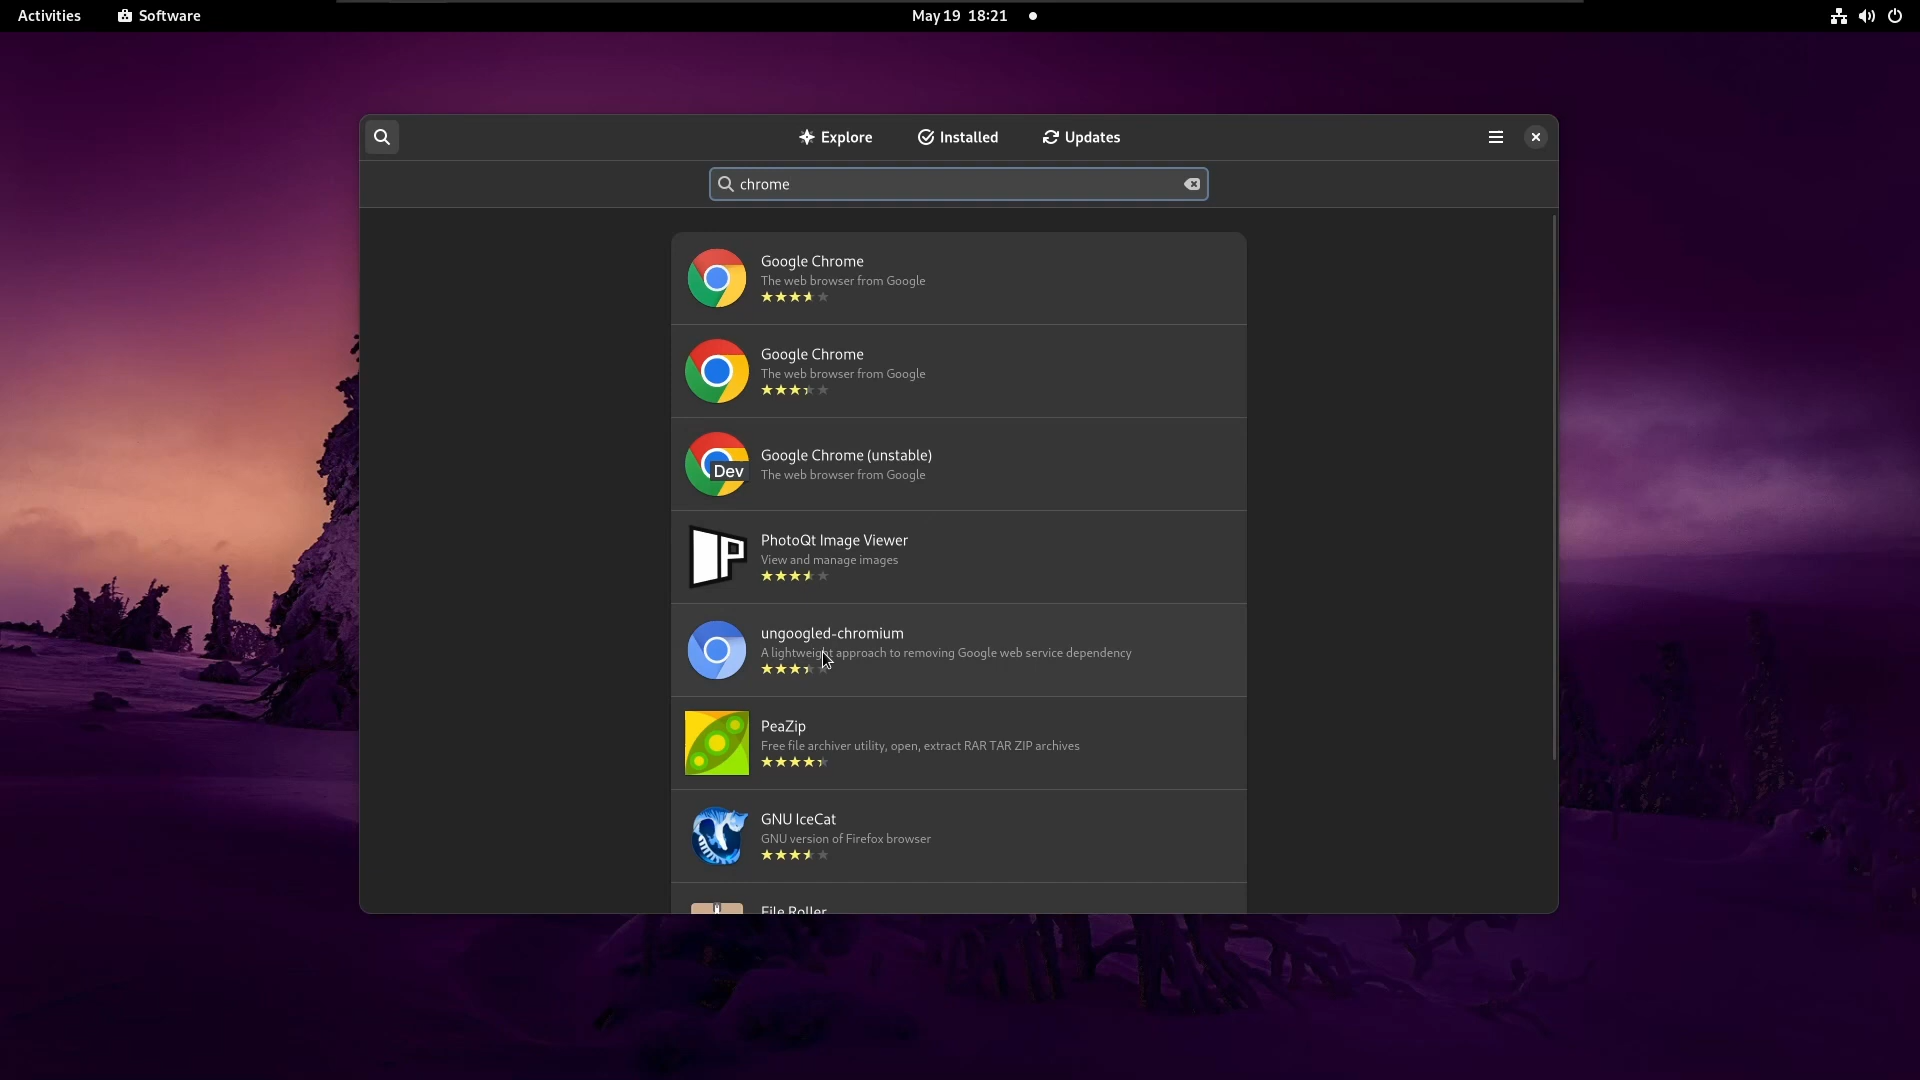 Activities
Software
May 19 18:21
Explore
Installed
Updates
chrome
Google Chrome
The web browser from Google
Google Chrome
The web browser from Google
Dev
Google Chrome (unstable)
The web browser from Google
PhotoQt Image Viewer
View and manage images
ungoogled-chromium
A lightweight approach to removing Google web service dependency
PeaZip
Free file archiver utility, open, extract RAR TAR ZIP archives
GNU IceCat
GNU version of Firefox browser
File Roller